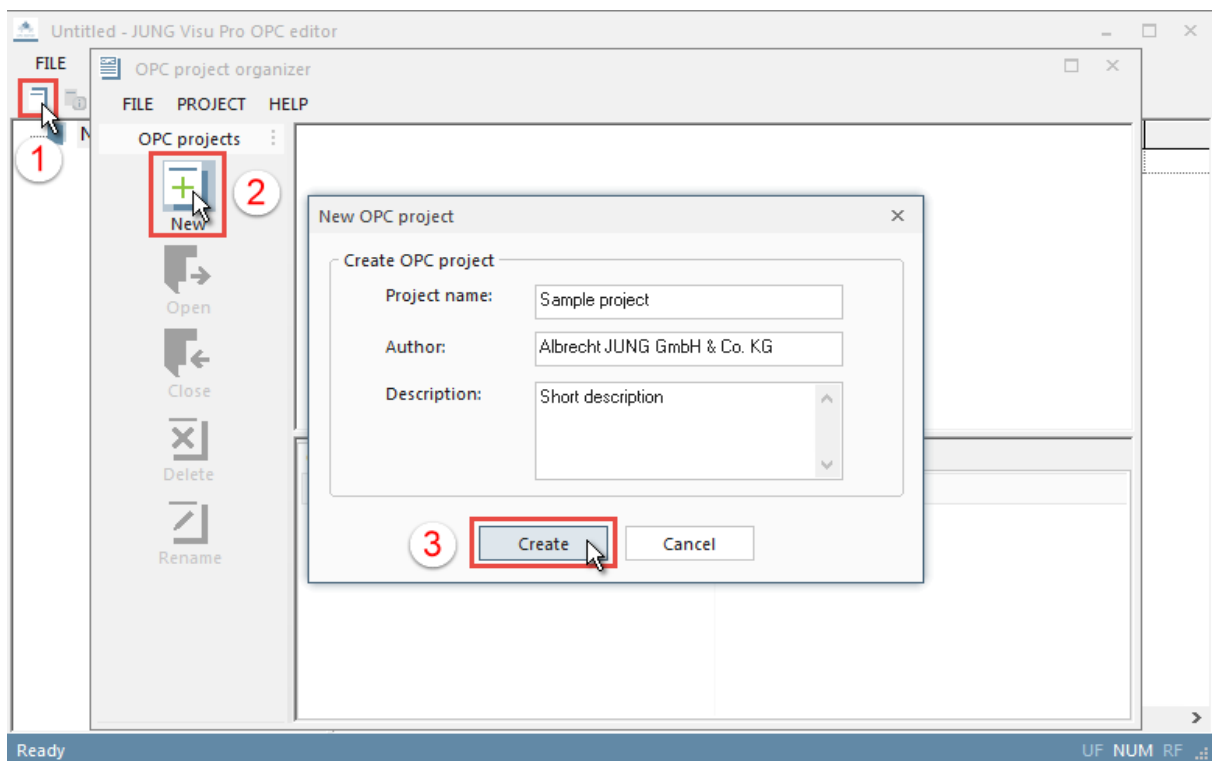 Untitled - JUNG Visu Pro OPC editor
FILE
OPC project organizer
FILE PROJECT HELP
N
OPC projects
1
2
New
Open
Close
Delete
Rename
New OPC project
Create OPC project
Project name:
Sample project
Author:
Albrecht JUNG GmbH & Co. KG
Description:
Short description
3
Create
Cancel
Ready
UF NUM RF